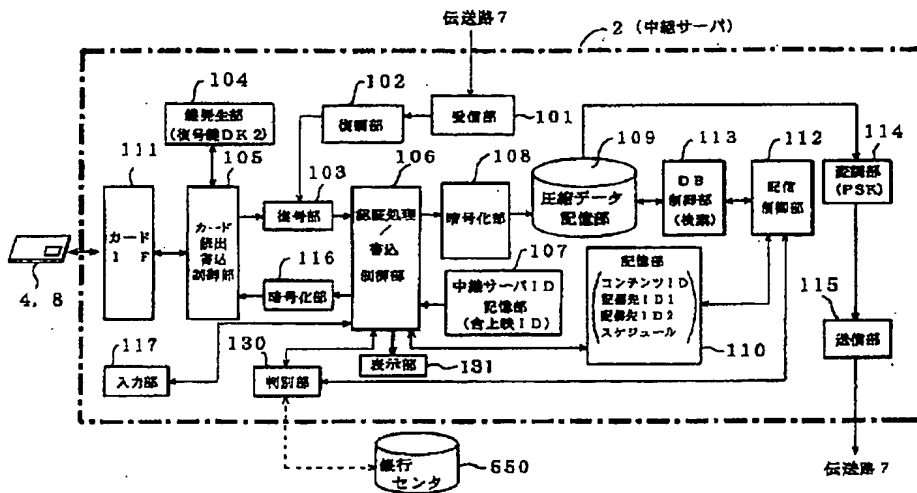 伝送路7
2 (中継サーバ)
104
鍵発生部
(復号鍵DK2)
102
復調部
受信部
101
111
カード
I F
105
カード
読出
書込
制御部
103
復号部
106
認証処理
/
書込
制御部
108
暗号化部
109
圧縮データ
記憶部
113
DB
制御部
(検索)
112
配信
制御部
114
変調部
(PSK)
4, 8
116
暗号化部
107
中継サーバID
記憶部
(含上映ID)
記憶部
コンテンツID
配信先ID1
配信先ID2
スケジュール
110
115
送信部
117
入力部
130
判別部
表示部
131
銀行
センタ
550
伝送路7